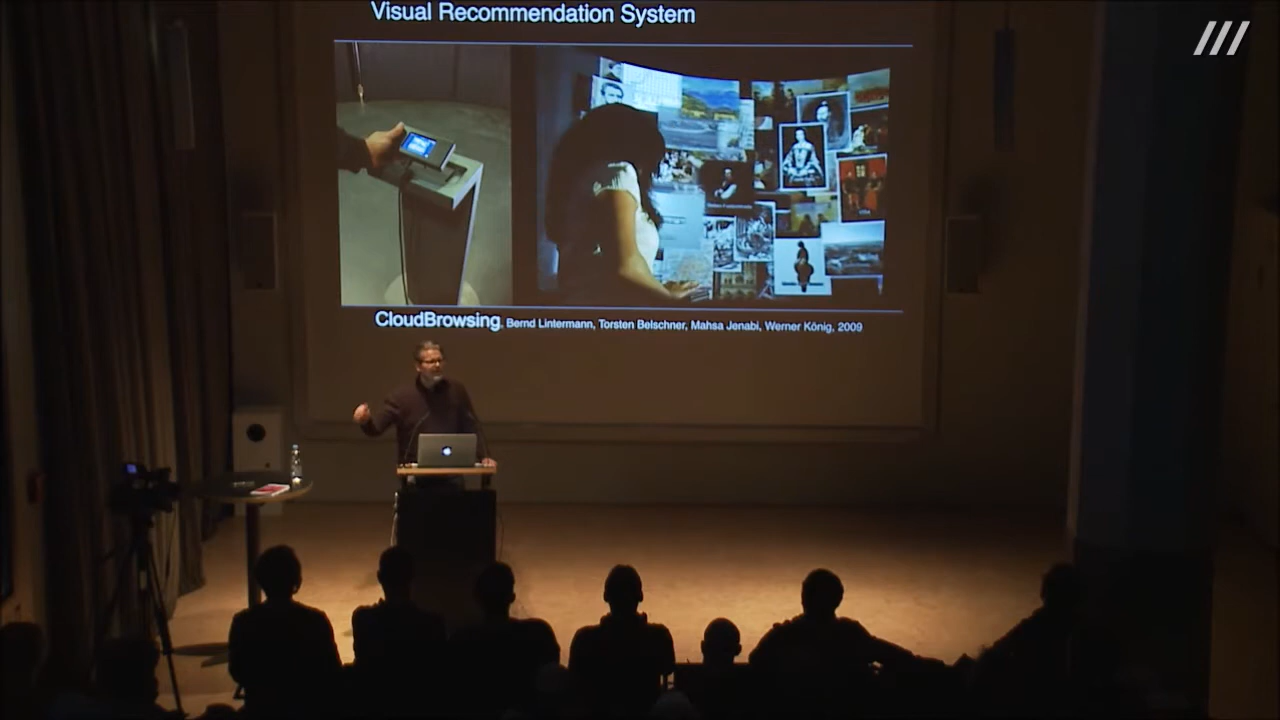 Visual Recommendation System
CloudBrowsing, Bernd Lintermann, Torsten Belschner, Mahsa Jenabi, Werner König, 2009